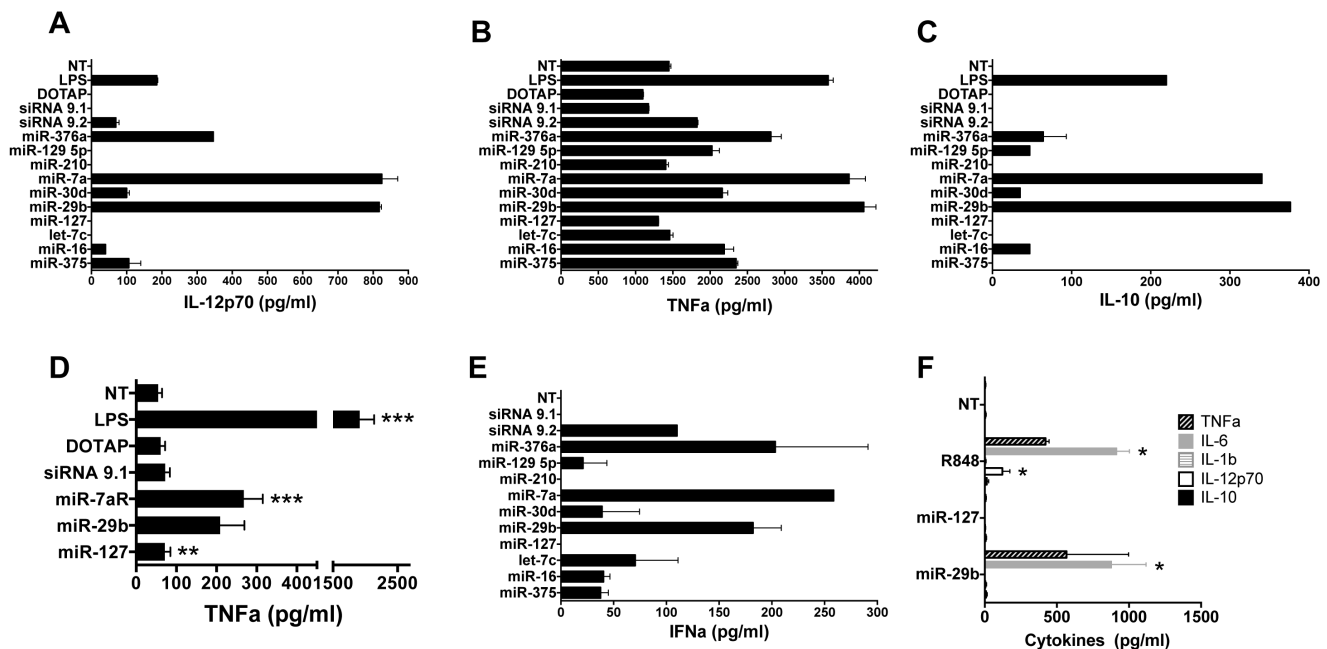 A
NT
LPS
DOTAP
siRNA 9.1
siRNA 9.2
miR-376a
miR-129 5p
miR-210
miR-7a
miR-30d
miR-29b
miR-127
let-7c
miR-16
miR-375
0 100 200 300 400 500 600 700 800 900
IL-12p70 (pg/ml)
B
NT
LPS
DOTAP
siRNA 9.1
siRNA 9.2
miR-376a
miR-129 5p
miR-210
miR-7a
miR-30d
miR-29b
miR-127
let-7c
miR-16
miR-375
0 500 1000 1500 2000 2500 3000 3500 4000
TNFa (pg/ml)
C
NT
LPS
DOTAP
siRNA 9.1
siRNA 9.2
miR-376a
miR-129 5p
miR-210
miR-7a
miR-30d
miR-29b
miR-127
let-7c
miR-16
miR-375
0 100 200 300 400
IL-10 (pg/ml)
D
NT
LPS ***
DOTAP
siRNA 9.1
miR-7aR ***
miR-29b
miR-127 **
0 100 200 300 400 1500 2500
TNFa (pg/ml)
E
NT
siRNA 9.1
siRNA 9.2
miR-376a
miR-129 5p
miR-210
miR-7a
miR-30d
miR-29b
miR-127
let-7c
miR-16
miR-375
0 50 100 150 200 250 300
IFNa (pg/ml)
F
NT
*
R848
*
miR-127
*
miR-29b
0 500 1000 1500
Cytokines (pg/ml)
TNFa
IL-6
IL-1b
IL-12p70
IL-10